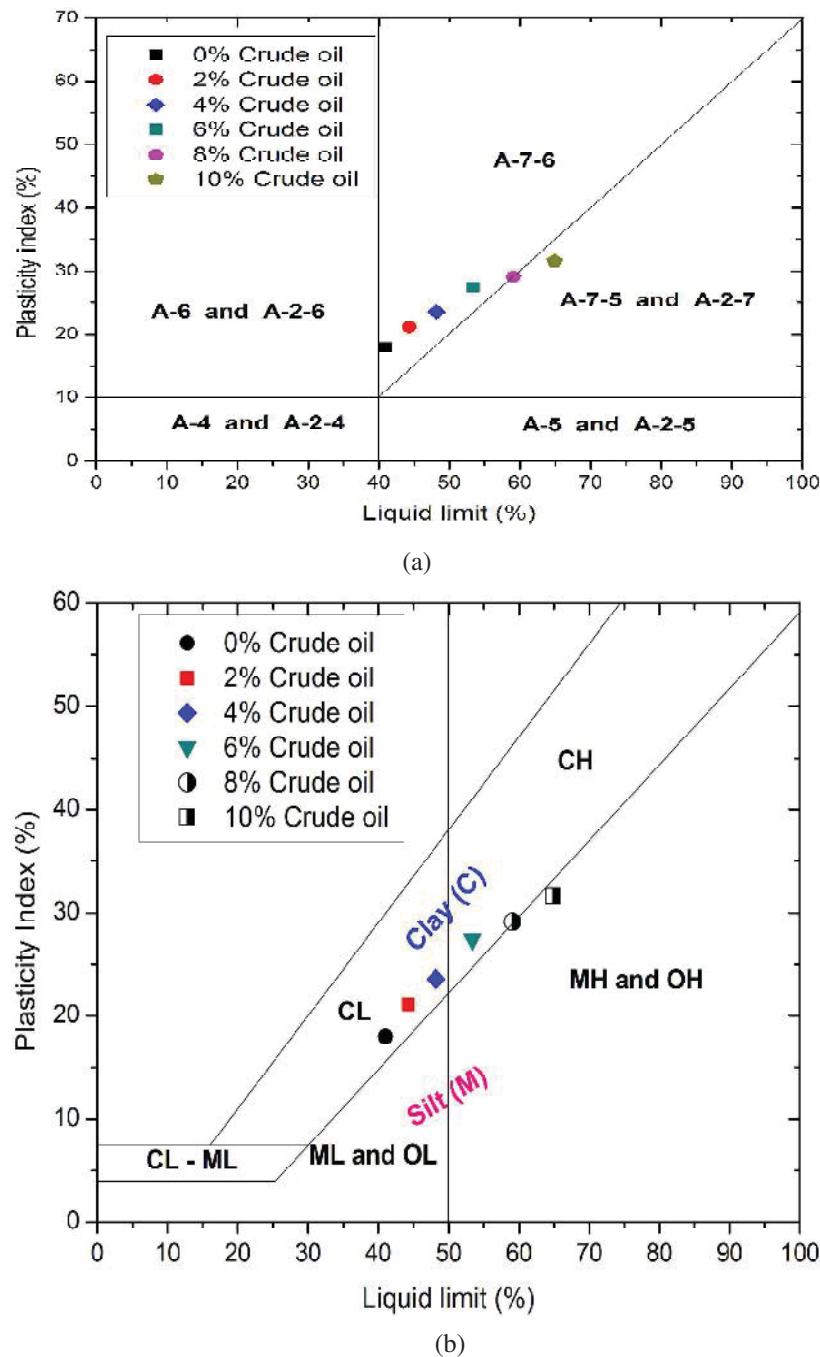 70
60
50
40
30
20
10
0
Plasticity index (%)
0% Crude oil
2% Crude oil
4% Crude oil
6% Crude oil
8% Crude oil
10% Crude oil
A-7-6
A-6 and A-2-6
A-7-5 and A-2-7
A-4 and A-2-4
A-5 and A-2-5
0 10 20 30 40 50 60 70 80 90 100
Liquid limit (%)
(a)
60
50
40
30
20
10
0
Plasticity Index (%)
0% Crude oil
2% Crude oil
4% Crude oil
6% Crude oil
8% Crude oil
10% Crude oil
CH
Clay (C)
MH and OH
CL
Silt (M)
CL - ML
ML and OL
0 10 20 30 40 50 60 70 80 90 100
Liquid limit (%)
(b)